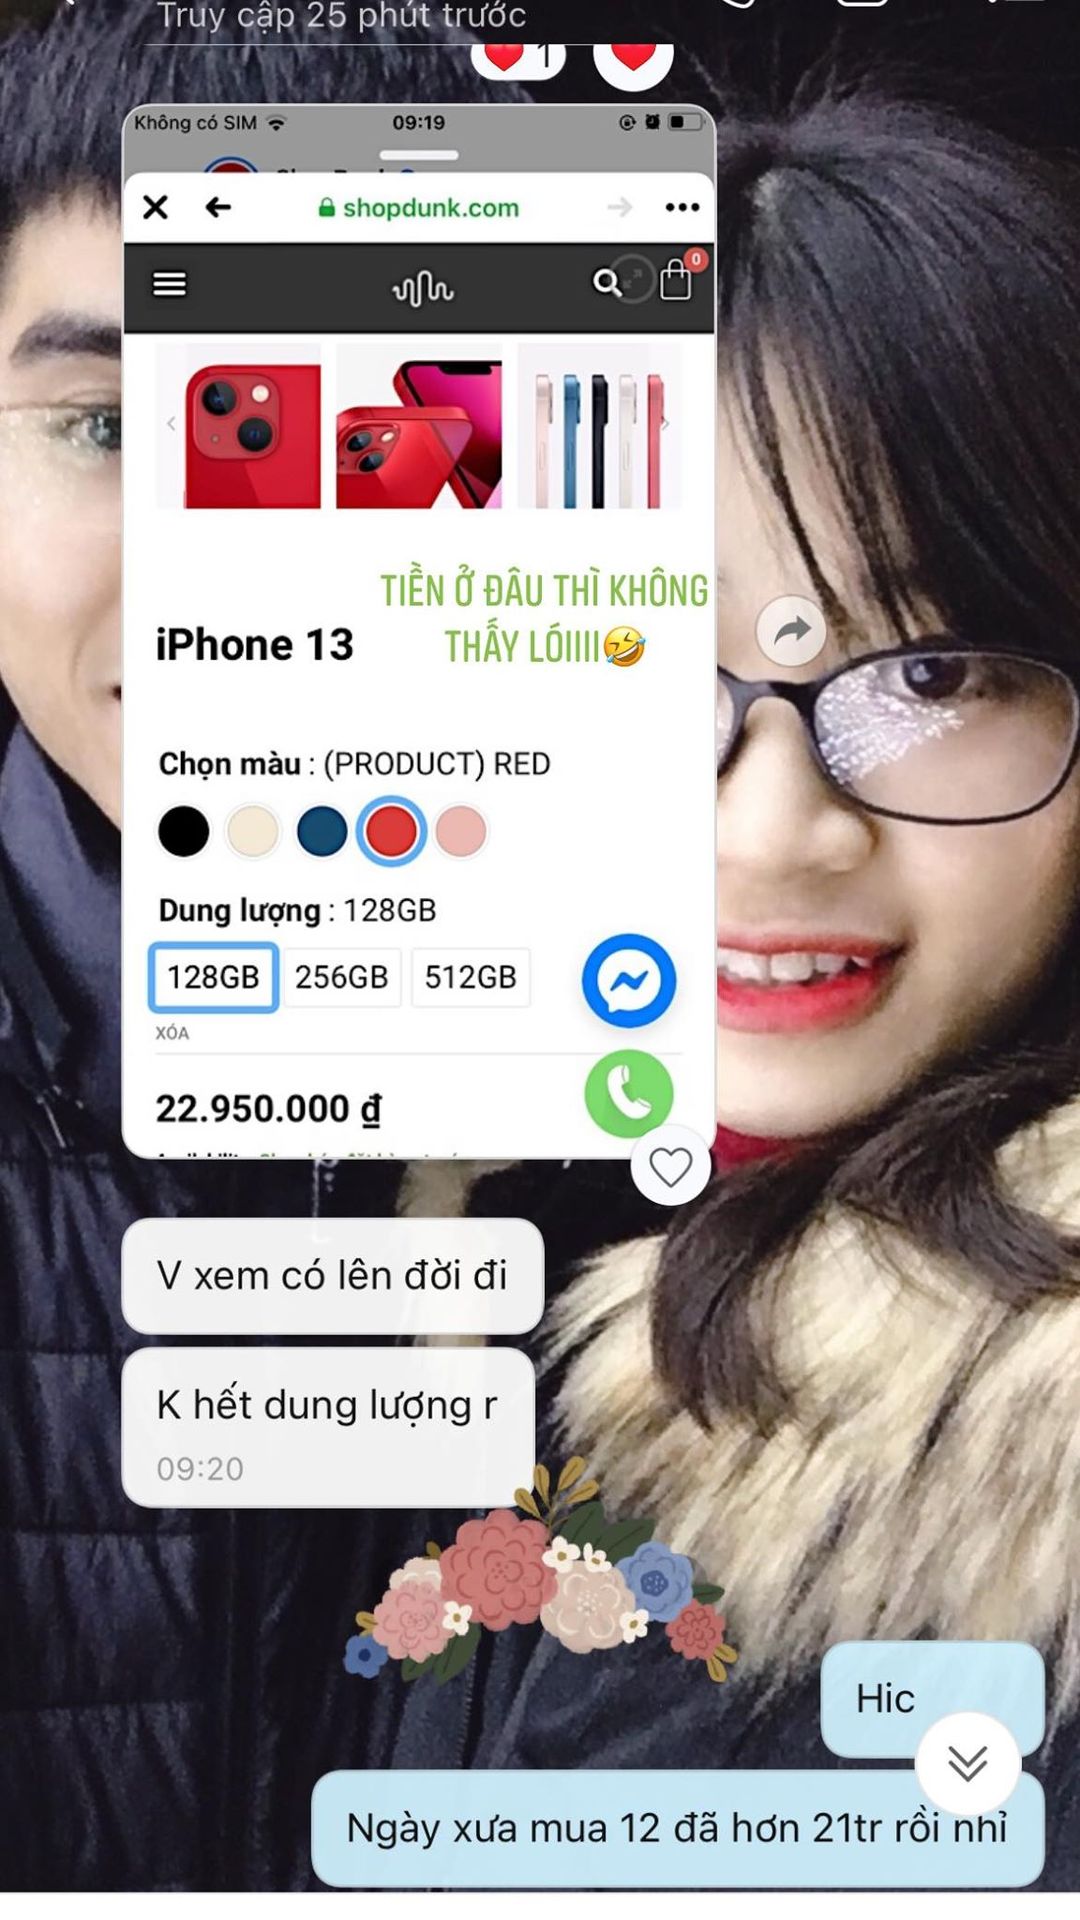 Truy cập 25 phút trước
1
Không có SIM 09:19
shopdunk.com
0
TIỀN Ở ĐÂU THÌ KHÔNG
THẤY LÓIIII🤣
iPhone 13
Chọn màu : (PRODUCT) RED
Dung lượng : 128GB
128GB 256GB 512GB
XÓA
22.950.000 ₫
V xem có lên đời đi
K hết dung lượng r
09:20
Hic
Ngày xưa mua 12 đã hơn 21tr rồi nhỉ